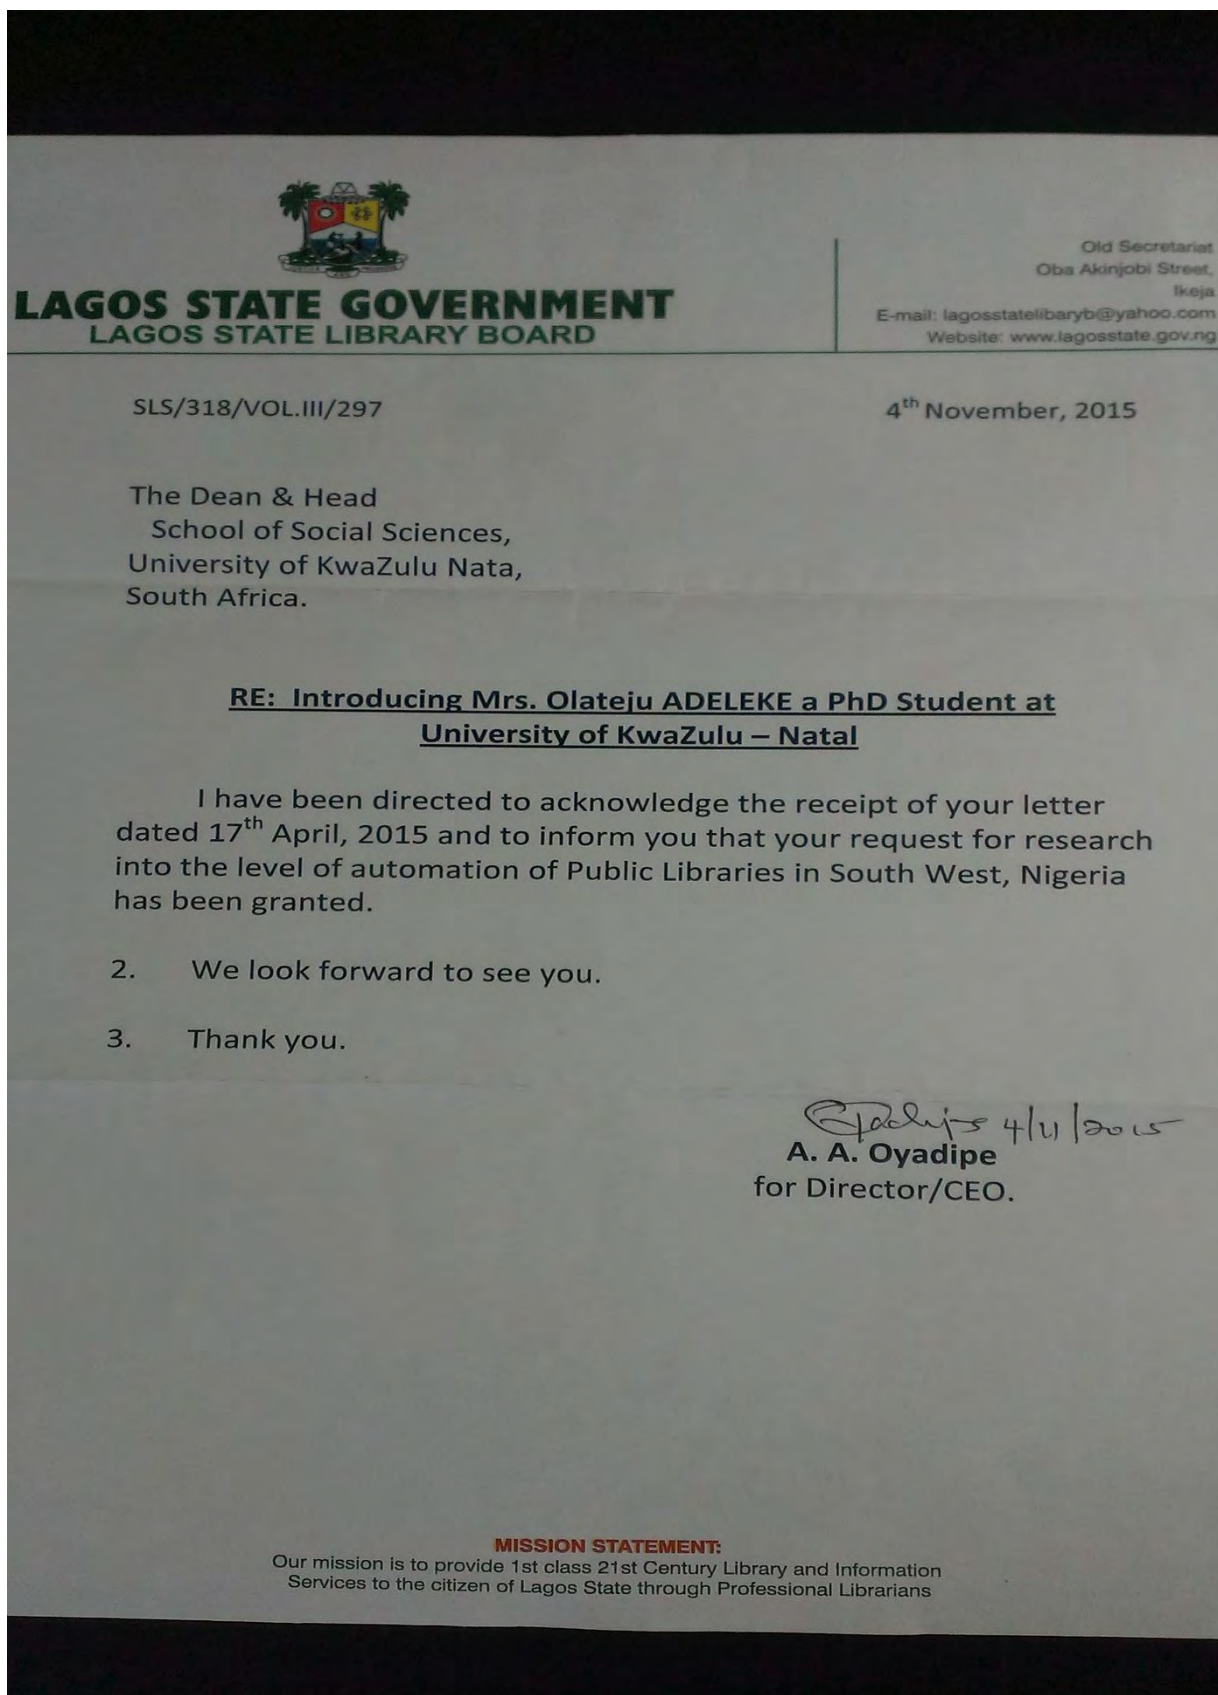 LAGOS STATE GOVERNMENT
LAGOS STATE LIBRARY BOARD
Old Secretariat
Oba Akinjobi Street,
Ikeja
E-mail: lagosstatelibaryb@yahoo.com
Website: www.lagosstate.gov.ng
SLS/318/VOL.III/297
4th November, 2015
The Dean & Head
School of Social Sciences,
University of KwaZulu Nata,
South Africa.
RE: Introducing Mrs. Olateju ADELEKE a PhD Student at
University of KwaZulu – Natal
I have been directed to acknowledge the receipt of your letter
dated 17th April, 2015 and to inform you that your request for research
into the level of automation of Public Libraries in South West, Nigeria
has been granted.
2. We look forward to see you.
3. Thank you.
4/11/2015
A. A. Oyadipe
for Director/CEO.
MISSION STATEMENT:
Our mission is to provide 1st class 21st Century Library and Information
Services to the citizen of Lagos State through Professional Librarians